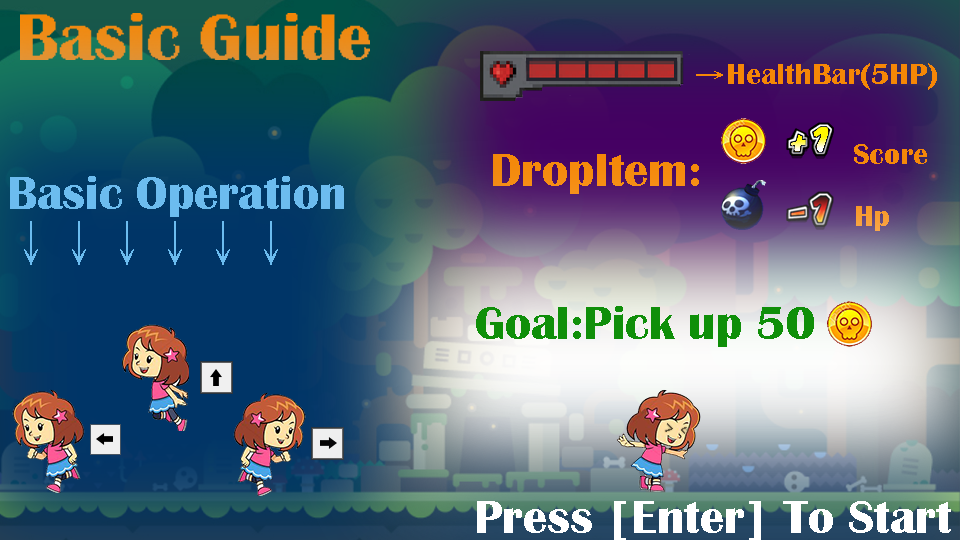 Basic Guide
→HealthBar(5HP)
DropItem:
+1 Score
-1 Hp
Basic Operation
↓ ↓ ↓ ↓ ↓ ↓
Goal:Pick up 50
↑
← →
Press [Enter] To Start